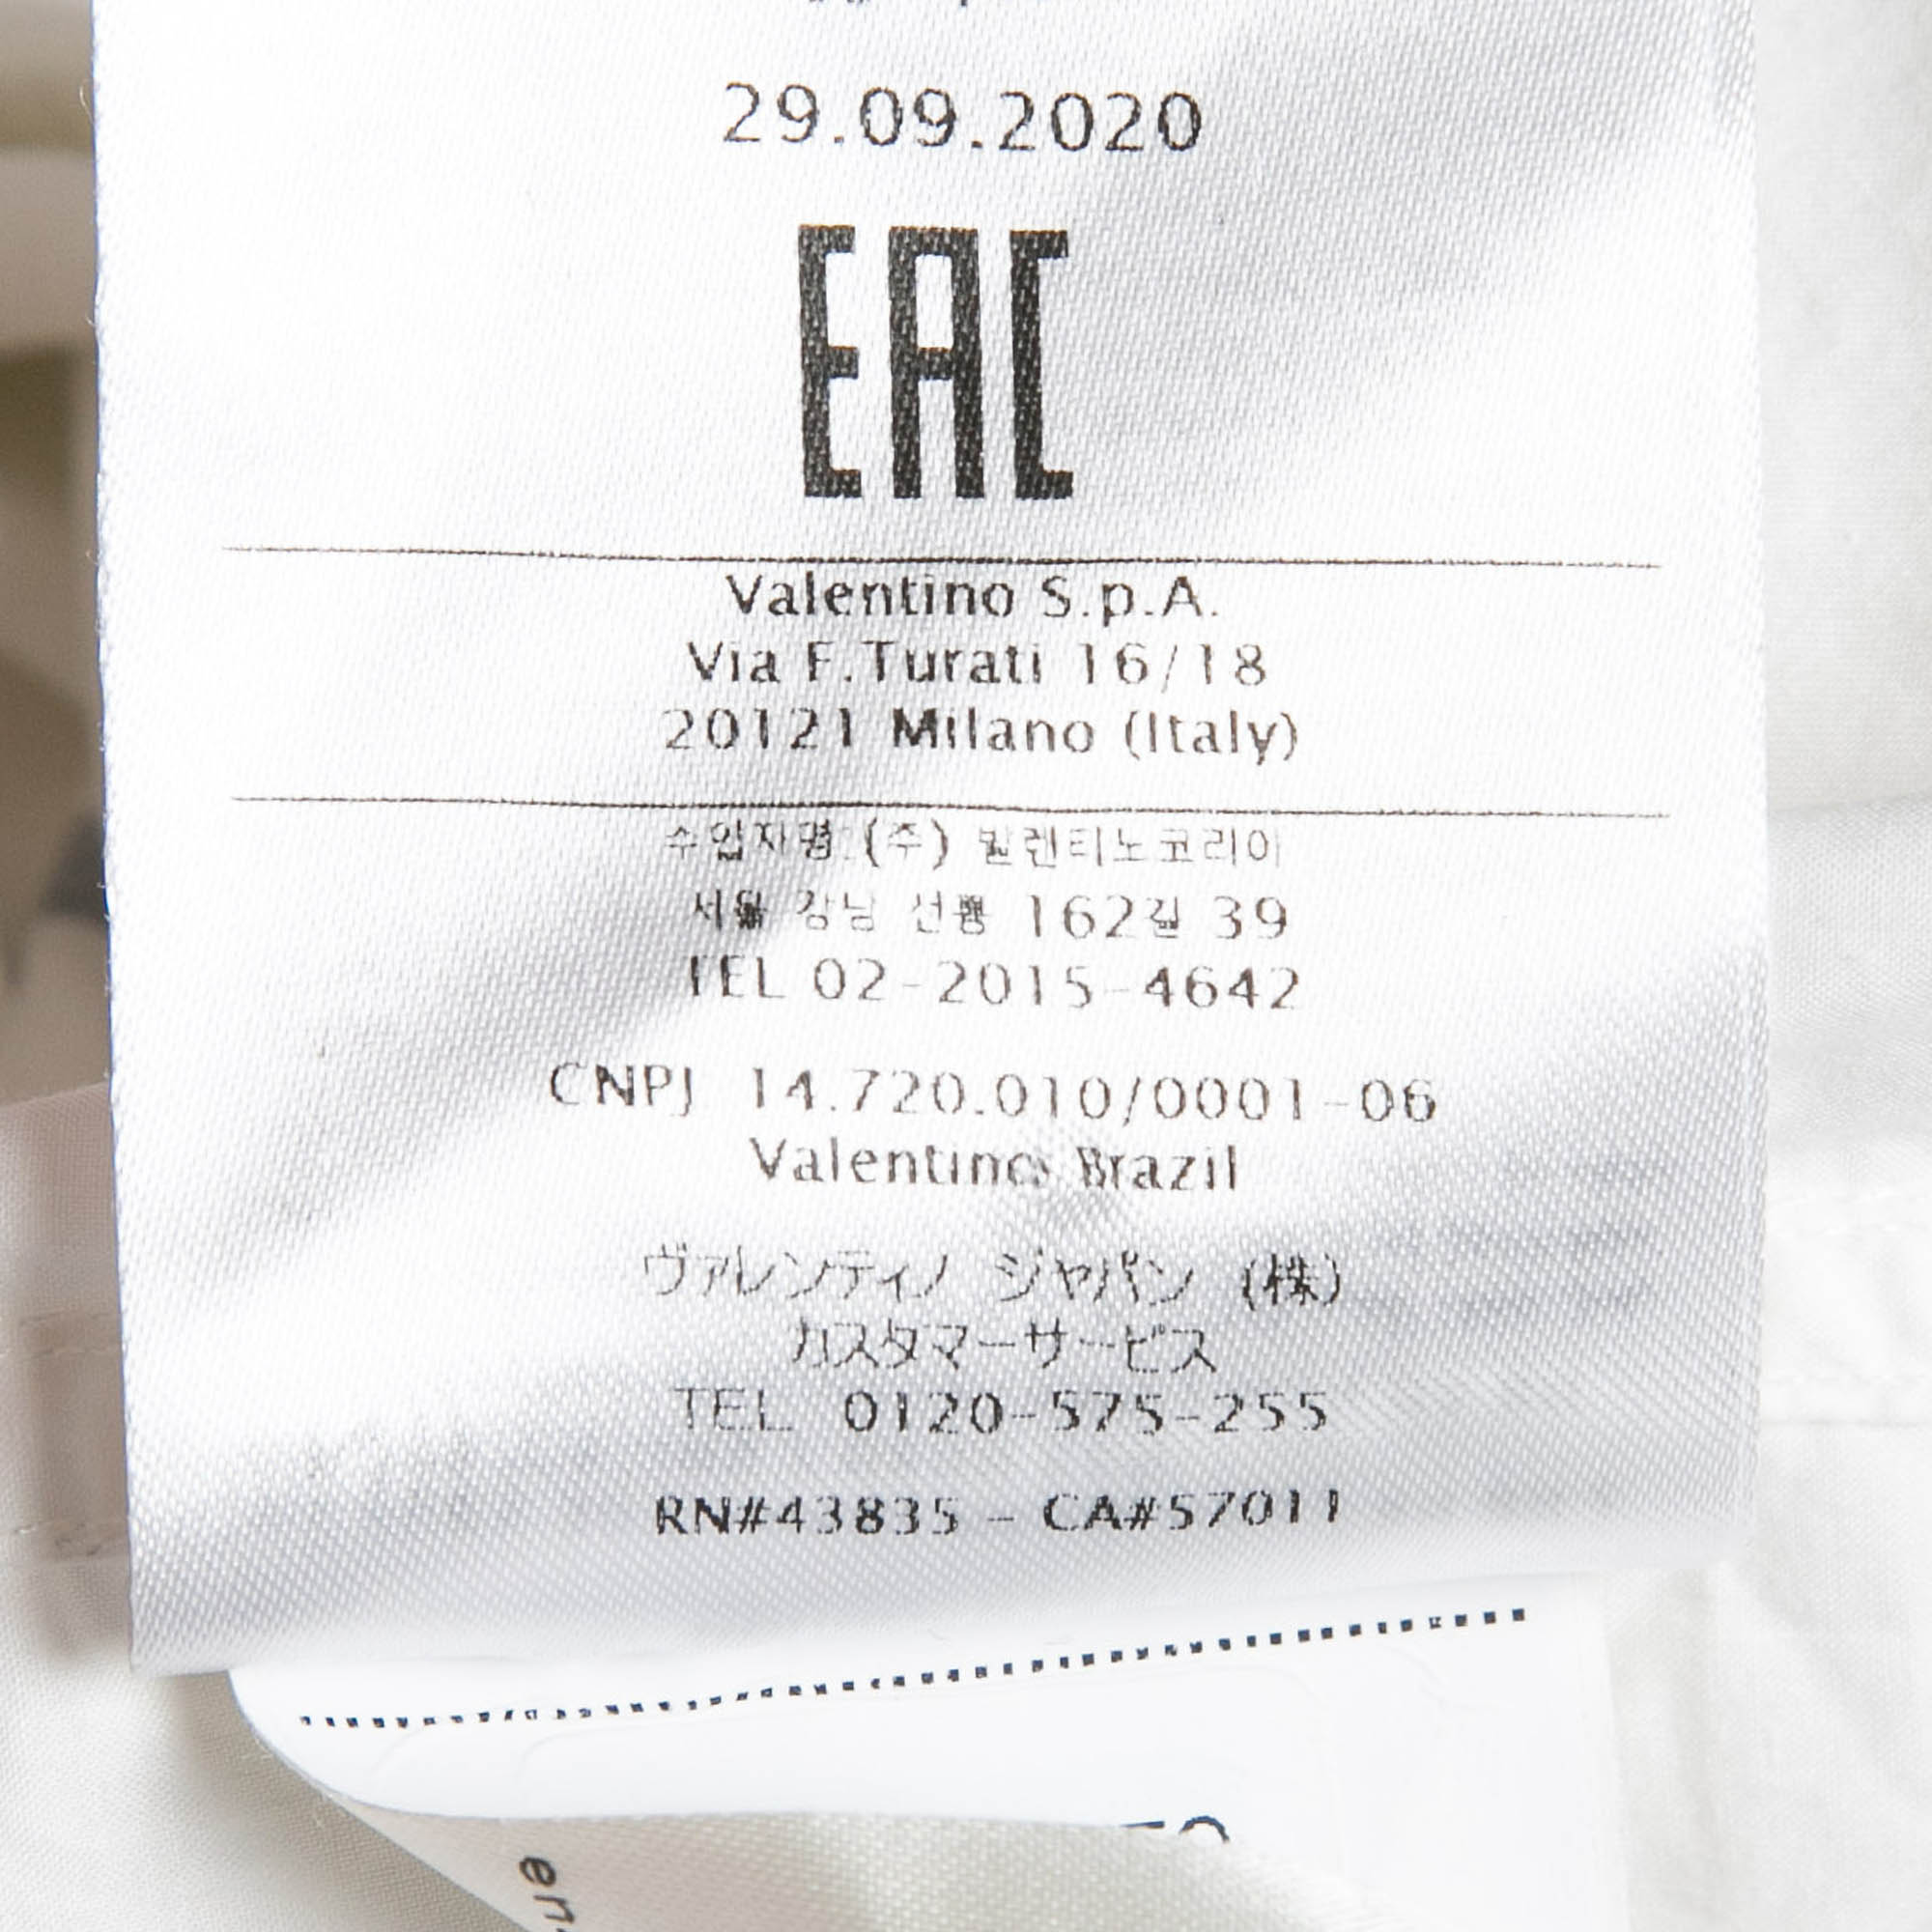 29.09.2020
EAC
Valentino S.p.A.
Via F.Turati 16/18
20121 Milano (Italy)
수입자명:(주) 발렌티노코리아
서울 강남 선릉 162길 39
TEL 02-2015-4642
CNPJ 14.720.010/0001-06
Valentino Brazil
ヴァレンティノ ジャパン (株)
カスタマーサービス
TEL 0120-575-255
RN#43835 - CA#57011